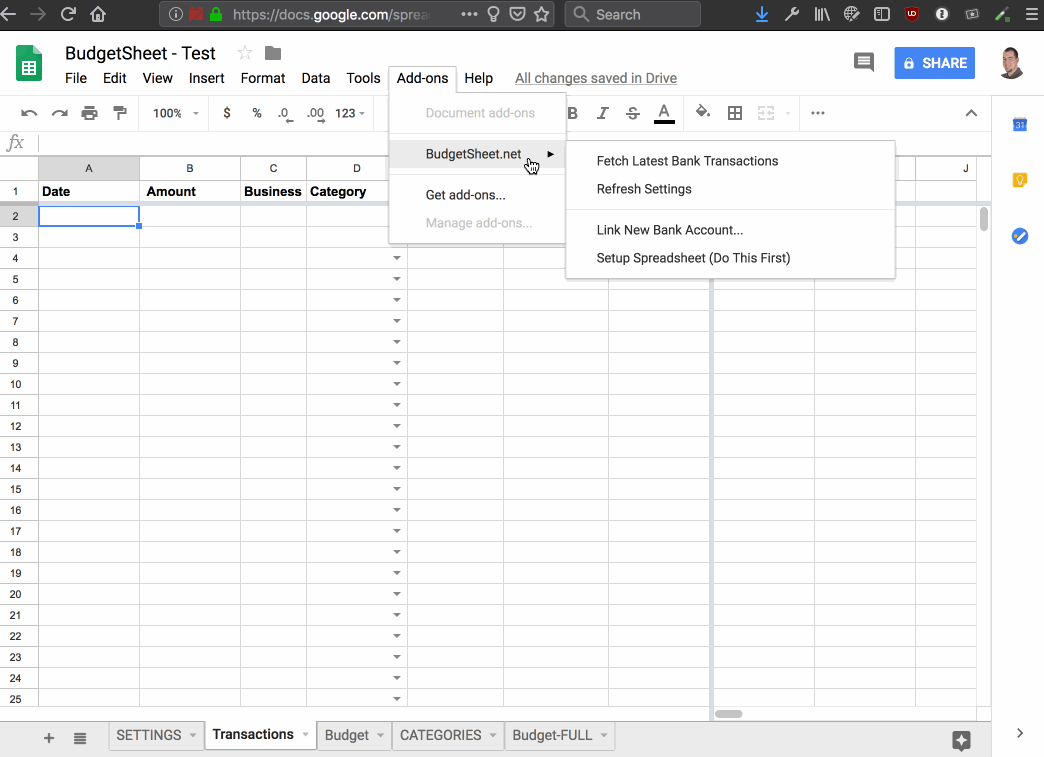 https://docs.google.com/sprea
Search
BudgetSheet - Test
File Edit View Insert Format Data Tools Add-ons Help All changes saved in Drive
SHARE
100% $ % .0 .00 123 B I S A
31
Document add-ons
BudgetSheet.net
Get add-ons...
Manage add-ons...
Fetch Latest Bank Transactions
Refresh Settings
Link New Bank Account...
Setup Spreadsheet (Do This First)
fx
A B C D J
1 Date Amount Business Category
2
3
4
5
6
7
8
9
10
11
12
13
14
15
16
17
18
19
20
21
22
23
24
25
SETTINGS Transactions Budget CATEGORIES Budget-FULL